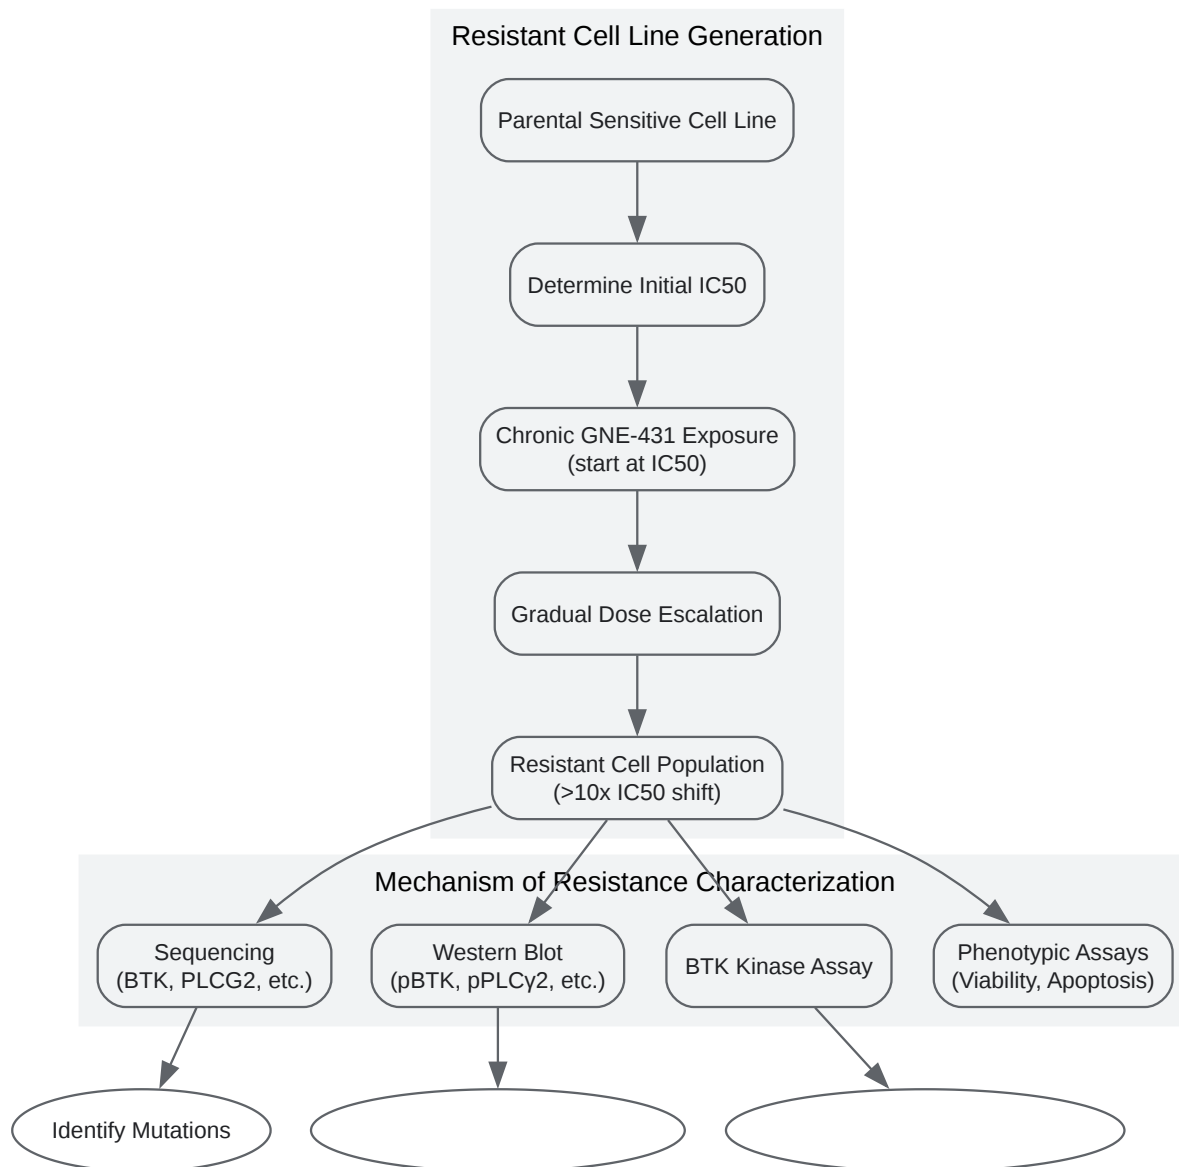 Resistant Cell Line Generation
Parental Sensitive Cell Line
Determine Initial IC50
Chronic GNE-431 Exposure
(start at IC50)
Gradual Dose Escalation
Resistant Cell Population
(>10x IC50 shift)
Mechanism of Resistance Characterization
Sequencing
(BTK, PLCG2, etc.)
Western Blot
(pBTK, pPLCγ2, etc.)
BTK Kinase Assay
Phenotypic Assays
(Viability, Apoptosis)
Identify Mutations